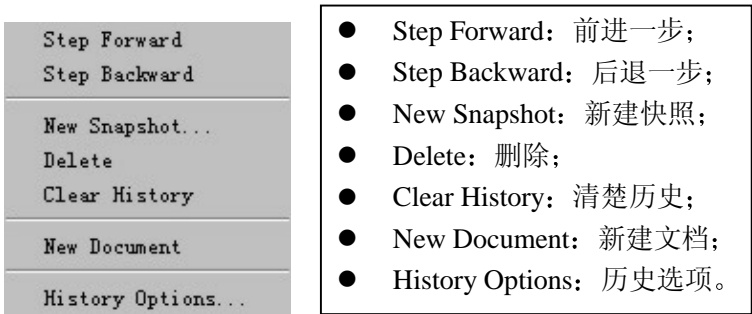 Step Forward
Step Backward
New Snapshot...
Delete
Clear History
New Document
History Options...
● Step Forward：前进一步；
● Step Backward：后退一步；
● New Snapshot：新建快照；
● Delete：删除；
● Clear History：清楚历史；
● New Document：新建文档；
● History Options：历史选项。